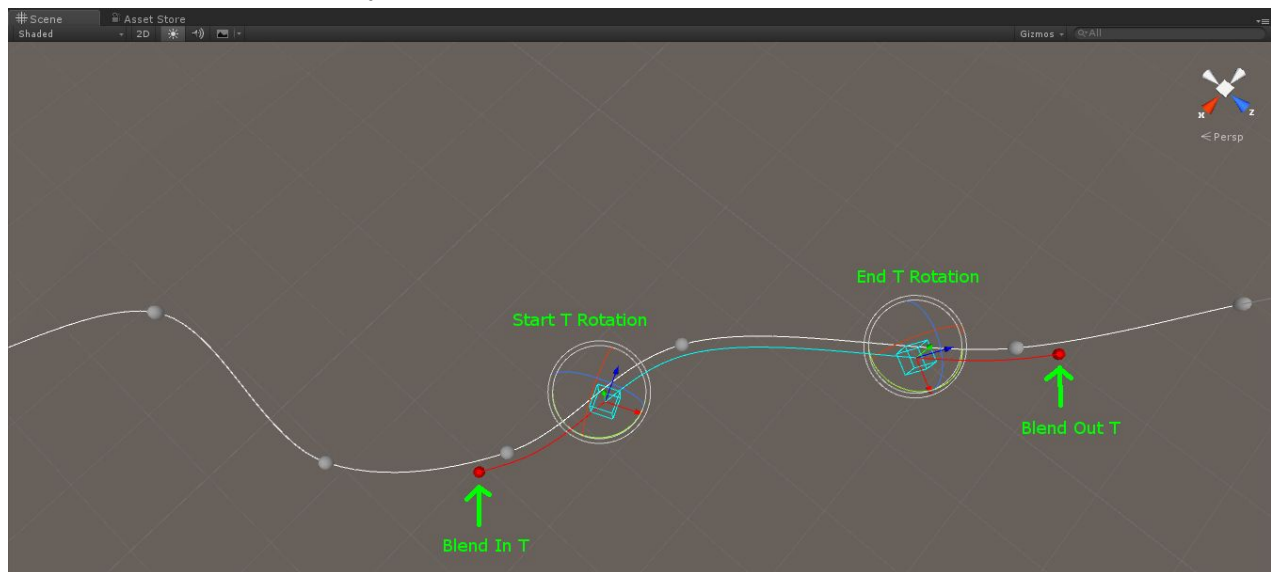 Scene
Asset Store
Shaded
2D
Gizmos
All
x
z
Persp
End T Rotation
Start T Rotation
Blend Out T
Blend In T